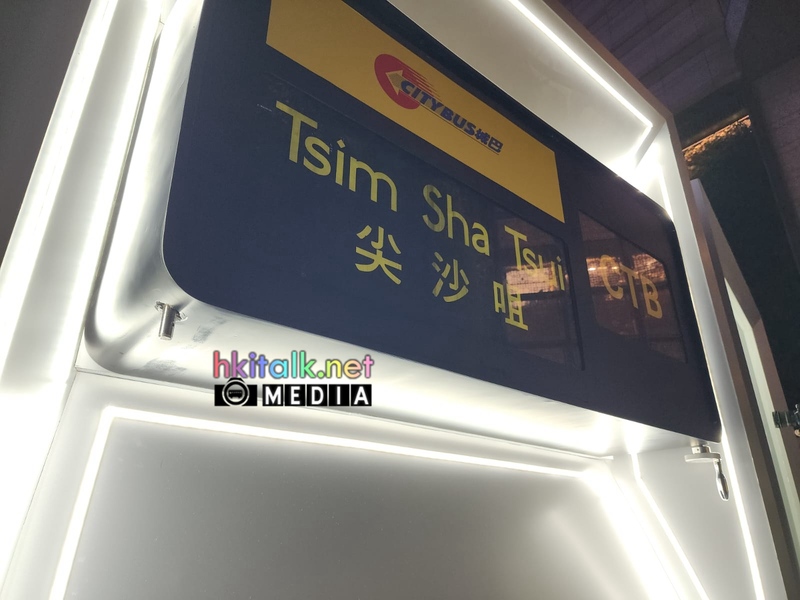 CITYBUS城巴
Tsim Sha Tsui
尖沙咀
CTB
hkitalk.net
MEDIA